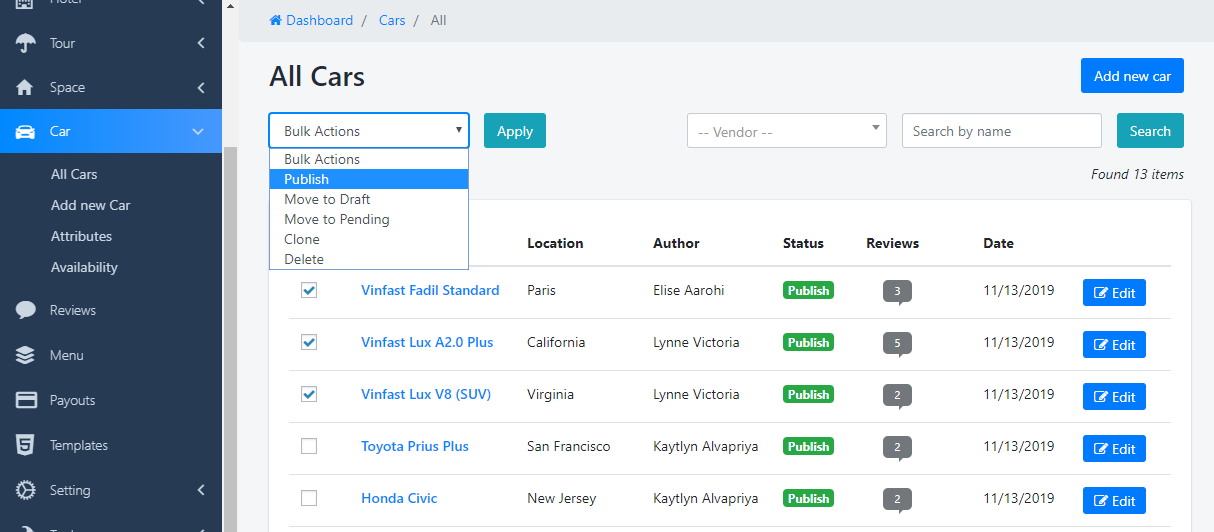 Tour
Space
Car
All Cars
Add new Car
Attributes
Availability
Reviews
Menu
Payouts
Templates
Setting
Dashboard / Cars / All
All Cars
Add new car
Bulk Actions
Apply
-- Vendor --
Search by name
Search
Bulk Actions
Publish
Move to Draft
Move to Pending
Clone
Delete
Found 13 items
Location Author Status Reviews Date
Vinfast Fadil Standard Paris Elise Aarohi Publish 3 11/13/2019 Edit
Vinfast Lux A2.0 Plus California Lynne Victoria Publish 5 11/13/2019 Edit
Vinfast Lux V8 (SUV) Virginia Lynne Victoria Publish 2 11/13/2019 Edit
Toyota Prius Plus San Francisco Kaytlyn Alvapriya Publish 2 11/13/2019 Edit
Honda Civic New Jersey Kaytlyn Alvapriya Publish 2 11/13/2019 Edit